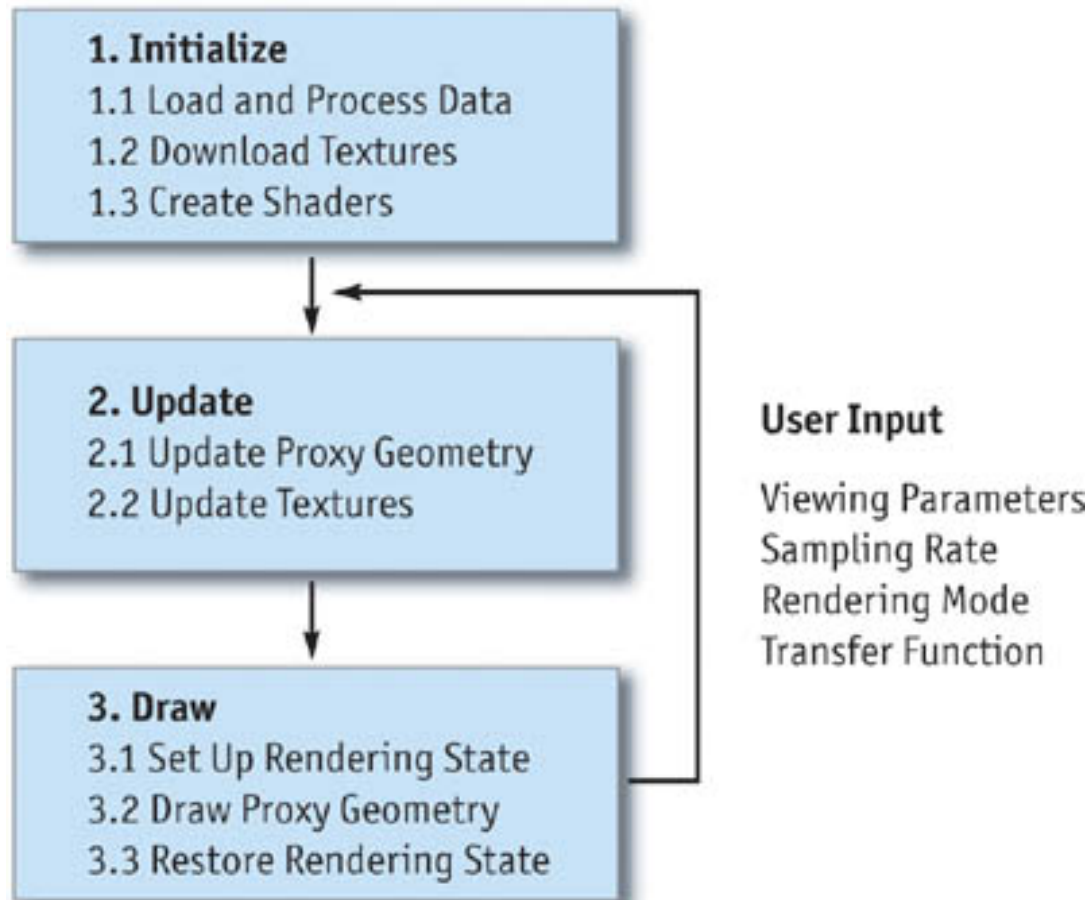 1. Initialize
1.1 Load and Process Data
1.2 Download Textures
1.3 Create Shaders
2. Update
2.1 Update Proxy Geometry
2.2 Update Textures
User Input
Viewing Parameters
Sampling Rate
Rendering Mode
Transfer Function
3. Draw
3.1 Set Up Rendering State
3.2 Draw Proxy Geometry
3.3 Restore Rendering State